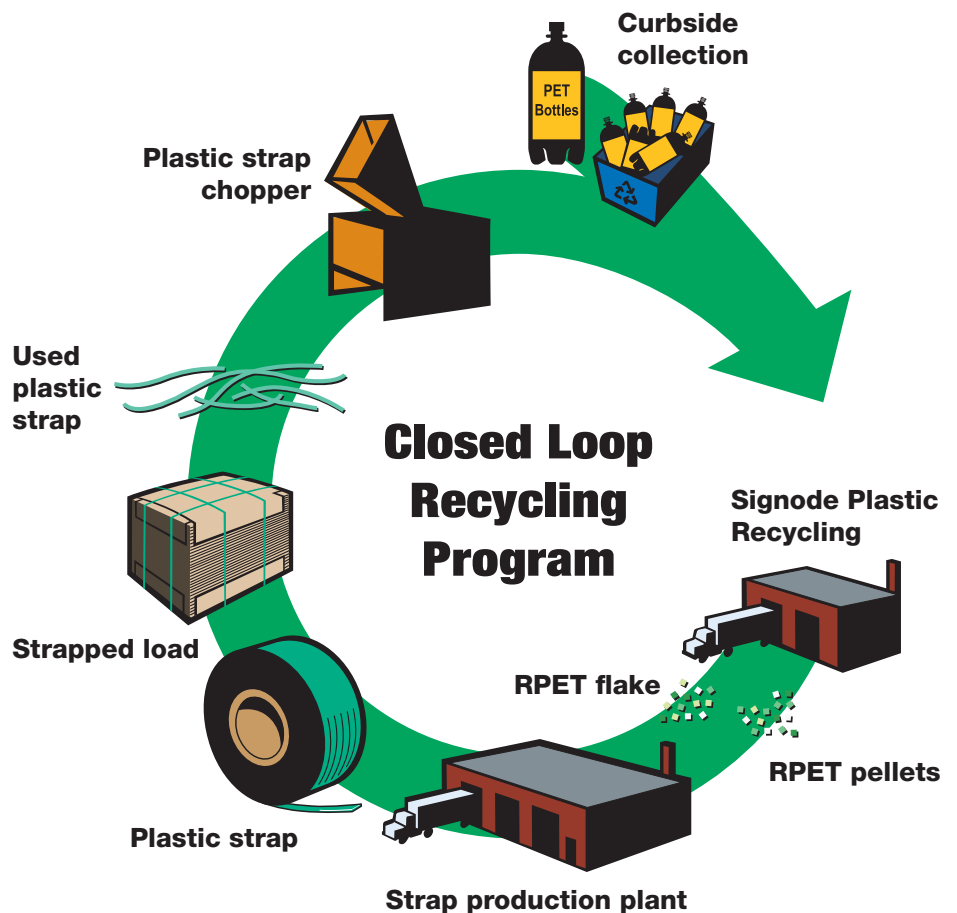 Curbside
collection
PET
Bottles
Plastic strap
chopper
Used
plastic
strap
Closed Loop
Recycling
Program
Signode Plastic
Recycling
Strapped load
RPET flake
RPET pellets
Plastic strap
Strap production plant